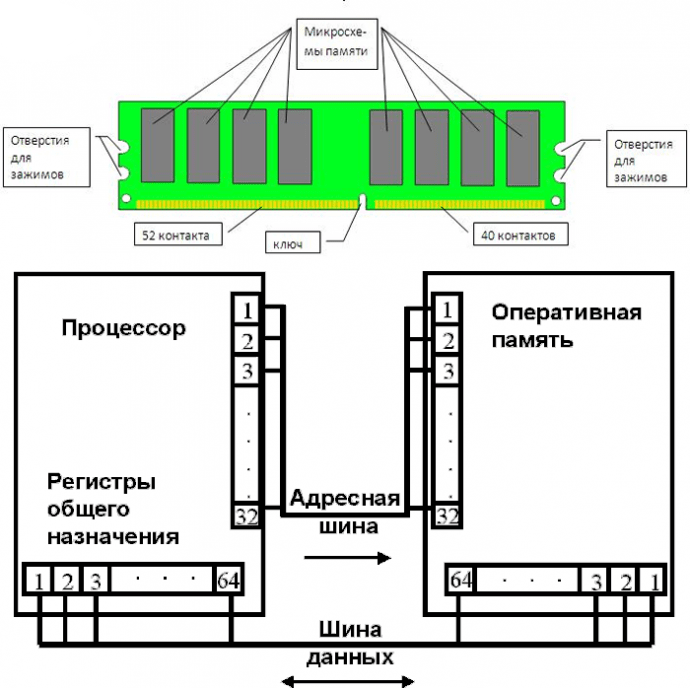 Микросхе-
мы памяти
Отверстия
для
зажимов
Отверстия
для
зажимов
52 контакта
ключ
40 контактов
Процессор
1
2
3
.
.
.
.
32
Регистры
общего
назначения
1 2 3 · · · 64
Адресная
шина
Оперативная
память
1
2
3
.
.
.
.
32
64 · · · 3 2 1
Шина
данных